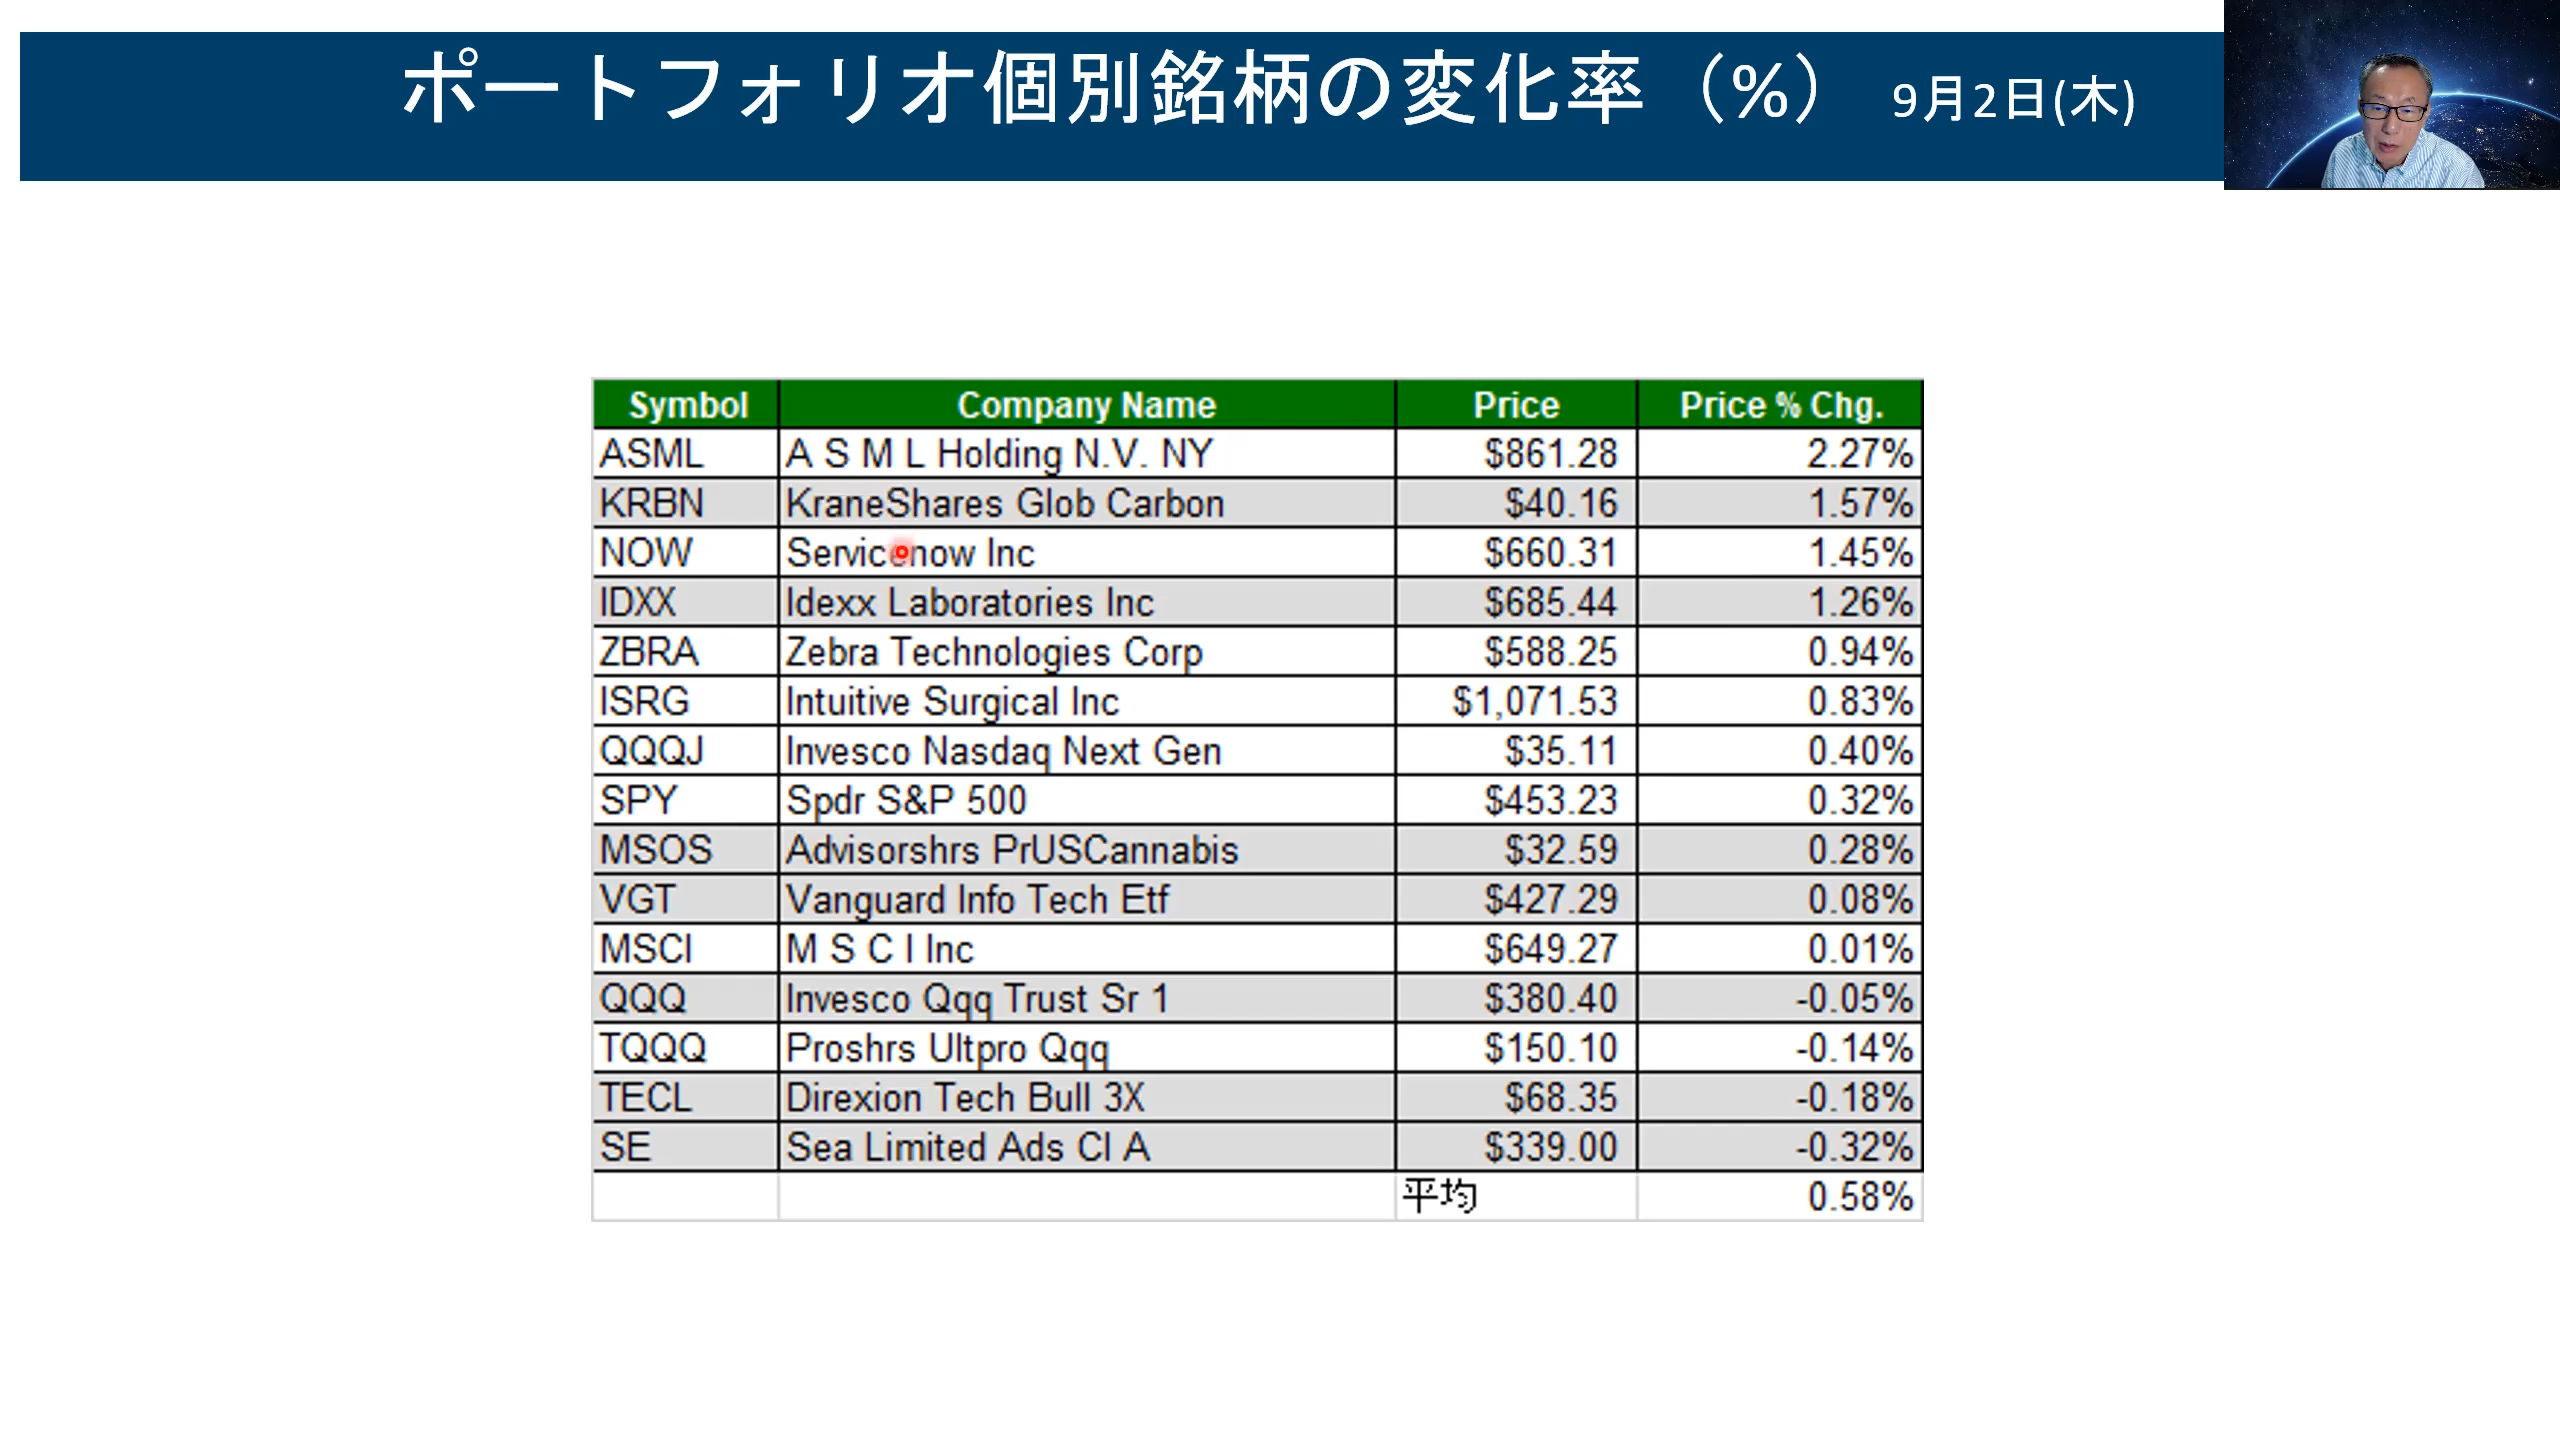 ポートフォリオ個別銘柄の変化率（%） 9月2日(木)
Symbol Company Name Price Price % Chg.
ASML A S M L Holding N.V. NY $861.28 2.27%
KRBN KraneShares Glob Carbon $40.16 1.57%
NOW Servicenow Inc $660.31 1.45%
IDXX Idexx Laboratories Inc $685.44 1.26%
ZBRA Zebra Technologies Corp $588.25 0.94%
ISRG Intuitive Surgical Inc $1,071.53 0.83%
QQQJ Invesco Nasdaq Next Gen $35.11 0.40%
SPY Spdr S&P 500 $453.23 0.32%
MSOS Advisorshrs PrUSCannabis $32.59 0.28%
VGT Vanguard Info Tech Etf $427.29 0.08%
MSCI M S C I Inc $649.27 0.01%
QQQ Invesco Qqq Trust Sr 1 $380.40 -0.05%
TQQQ Proshrs Ultpro Qqq $150.10 -0.14%
TECL Direxion Tech Bull 3X $68.35 -0.18%
SE Sea Limited Ads Cl A $339.00 -0.32%
平均 0.58%